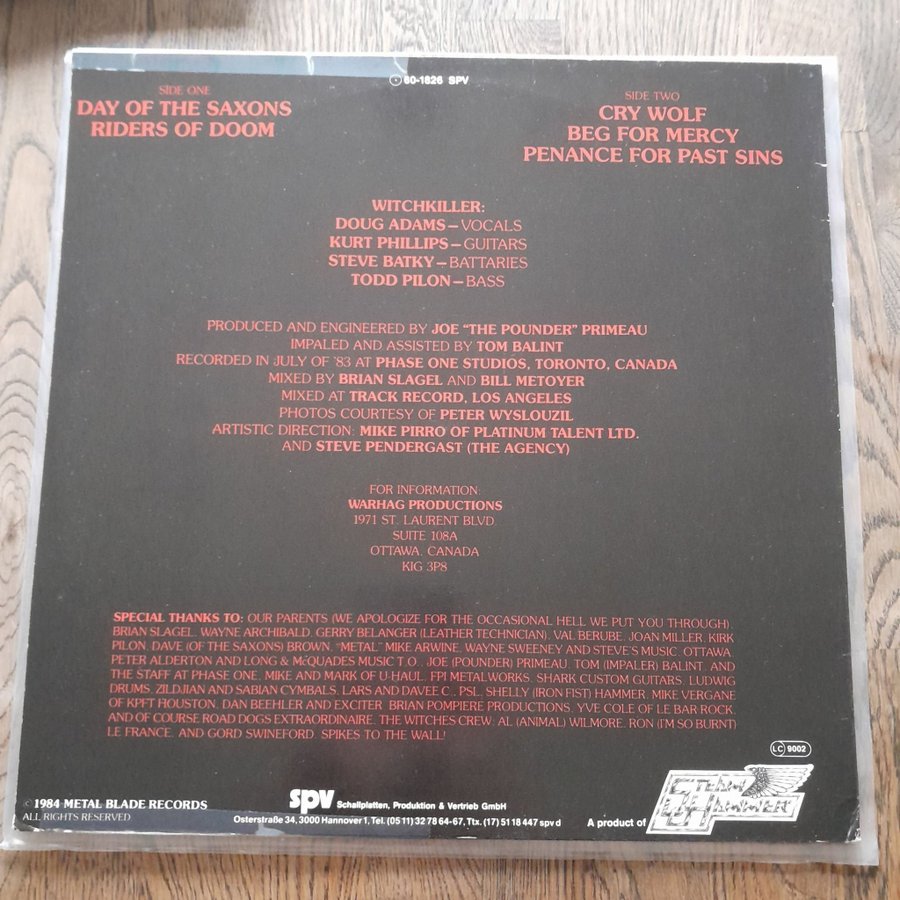 60-1826 SPV
SIDE ONE
DAY OF THE SAXONS
RIDERS OF DOOM
SIDE TWO
CRY WOLF
BEG FOR MERCY
PENANCE FOR PAST SINS
WITCHKILLER:
DOUG ADAMS – VOCALS
KURT PHILLIPS – GUITARS
STEVE BATKY – BATTARIES
TODD PILON – BASS
PRODUCED AND ENGINEERED BY JOE "THE POUNDER" PRIMEAU
IMPALED AND ASSISTED BY TOM BALINT
RECORDED IN JULY OF '83 AT PHASE ONE STUDIOS, TORONTO, CANADA
MIXED BY BRIAN SLAGEL AND BILL METOYER
MIXED AT TRACK RECORD, LOS ANGELES
PHOTOS COURTESY OF PETER WYSLOUZIL
ARTISTIC DIRECTION: MIKE PIRRO OF PLATINUM TALENT LTD.
AND STEVE PENDERGAST (THE AGENCY)
FOR INFORMATION:
WARHAG PRODUCTIONS
1971 ST. LAURENT BLVD.
SUITE 108A
OTTAWA, CANADA
KIG 3P8
SPECIAL THANKS TO: OUR PARENTS (WE APOLOGIZE FOR THE OCCASIONAL HELL WE PUT YOU THROUGH),
BRIAN SLAGEL, WAYNE ARCHIBALD, GERRY BELANGER (LEATHER TECHNICIAN), VAL BERUBE, JOAN MILLER, KIRK
PILON, DAVE (OF THE SAXONS) BROWN, "METAL" MIKE ARWINE, WAYNE SWEENEY AND STEVE'S MUSIC, OTTAWA,
PETER ALDERTON AND LONG & McQUADES MUSIC T.O., JOE (POUNDER) PRIMEAU, TOM (IMPALER) BALINT, AND
THE STAFF AT PHASE ONE, MIKE AND MARK OF U-HAUL, FPI METALWORKS, SHARK CUSTOM GUITARS, LUDWIG
DRUMS, ZILDJIAN AND SABIAN CYMBALS, LARS AND DAVEE C., PSL, SHELLY (IRON FIST) HAMMER, MIKE VERGANE
OF KPFT HOUSTON, DAN BEEHLER AND EXCITER, BRIAN POMPIERE PRODUCTIONS, YVE COLE OF LE BAR ROCK,
AND OF COURSE ROAD DOGS EXTRAORDINAIRE, THE WITCHES CREW; AL (ANIMAL) WILMORE, RON (I'M SO BURNT)
LE FRANCE, AND GORD SWINEFORD. SPIKES TO THE WALL!
LC 9002
© 1984 METAL BLADE RECORDS
ALL RIGHTS RESERVED
SPV Schallplatten, Produktion & Vertrieb GmbH
Osterstraße 34, 3000 Hannover 1, Tel. (05 11) 32 78 64-67, Ttx. (17) 5118 447 spv d
A product of STEAM HAMMER